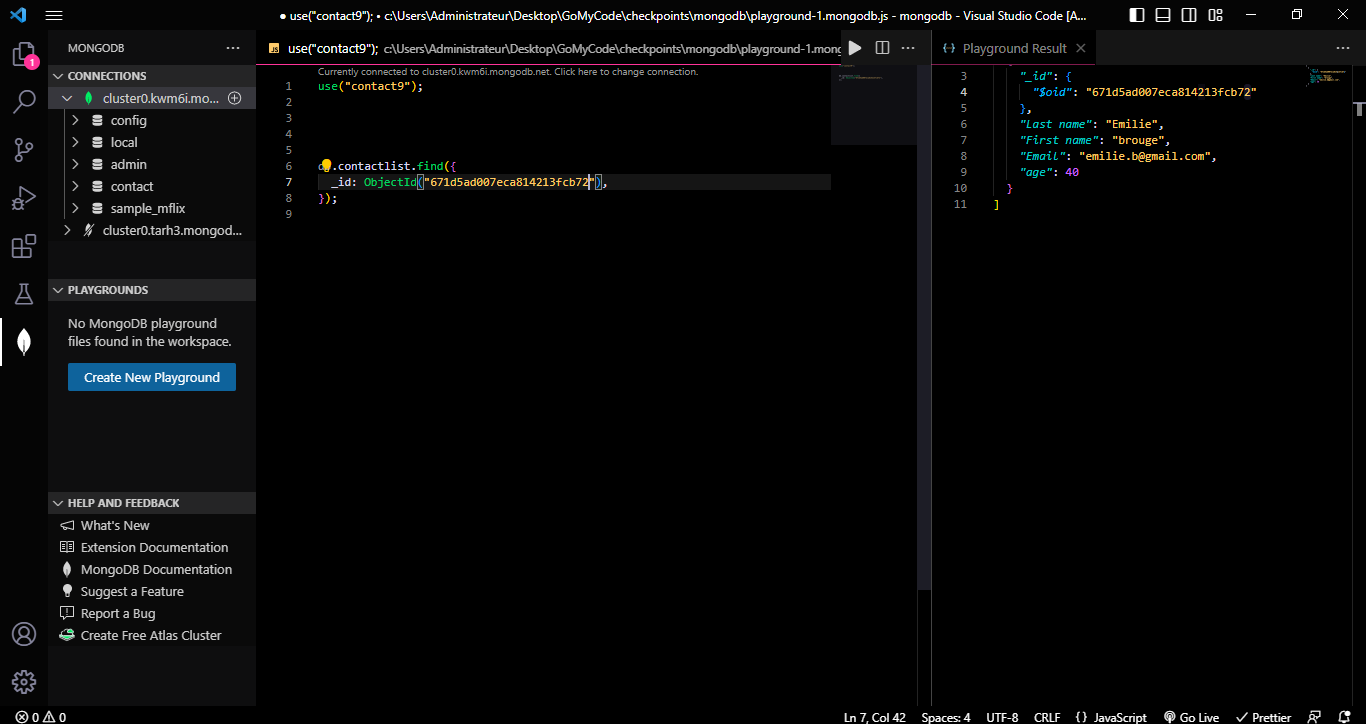 ● use("contact9"); • c:\Users\Administrateur\Desktop\GoMyCode\checkpoints\mongodb\playground-1.mongodb.js - mongodb - Visual Studio Code [A...
1
MONGODB
CONNECTIONS
cluster0.kwm6i.mo...
config
local
admin
contact
sample_mflix
cluster0.tarh3.mongod...
PLAYGROUNDS
No MongoDB playground
files found in the workspace.
Create New Playground
HELP AND FEEDBACK
What's New
Extension Documentation
MongoDB Documentation
Suggest a Feature
Report a Bug
Create Free Atlas Cluster
JS use("contact9"); c:\Users\Administrateur\Desktop\GoMyCode\checkpoints\mongodb\playground-1.mong
Currently connected to cluster0.kwm6i.mongodb.net. Click here to change connection.
1 use("contact9");
2
3
4
5
6 .contactlist.find({
7 _id: ObjectId("671d5ad007eca814213fcb72"),
8 });
9
Playground Result
3 "_id": {
4 "$oid": "671d5ad007eca814213fcb72"
5 },
6 "Last name": "Emilie",
7 "First name": "brouge",
8 "Email": "emilie.b@gmail.com",
9 "age": 40
10 }
11 ]
0 0
Ln 7, Col 42 Spaces: 4 UTF-8 CRLF {} JavaScript Go Live Prettier